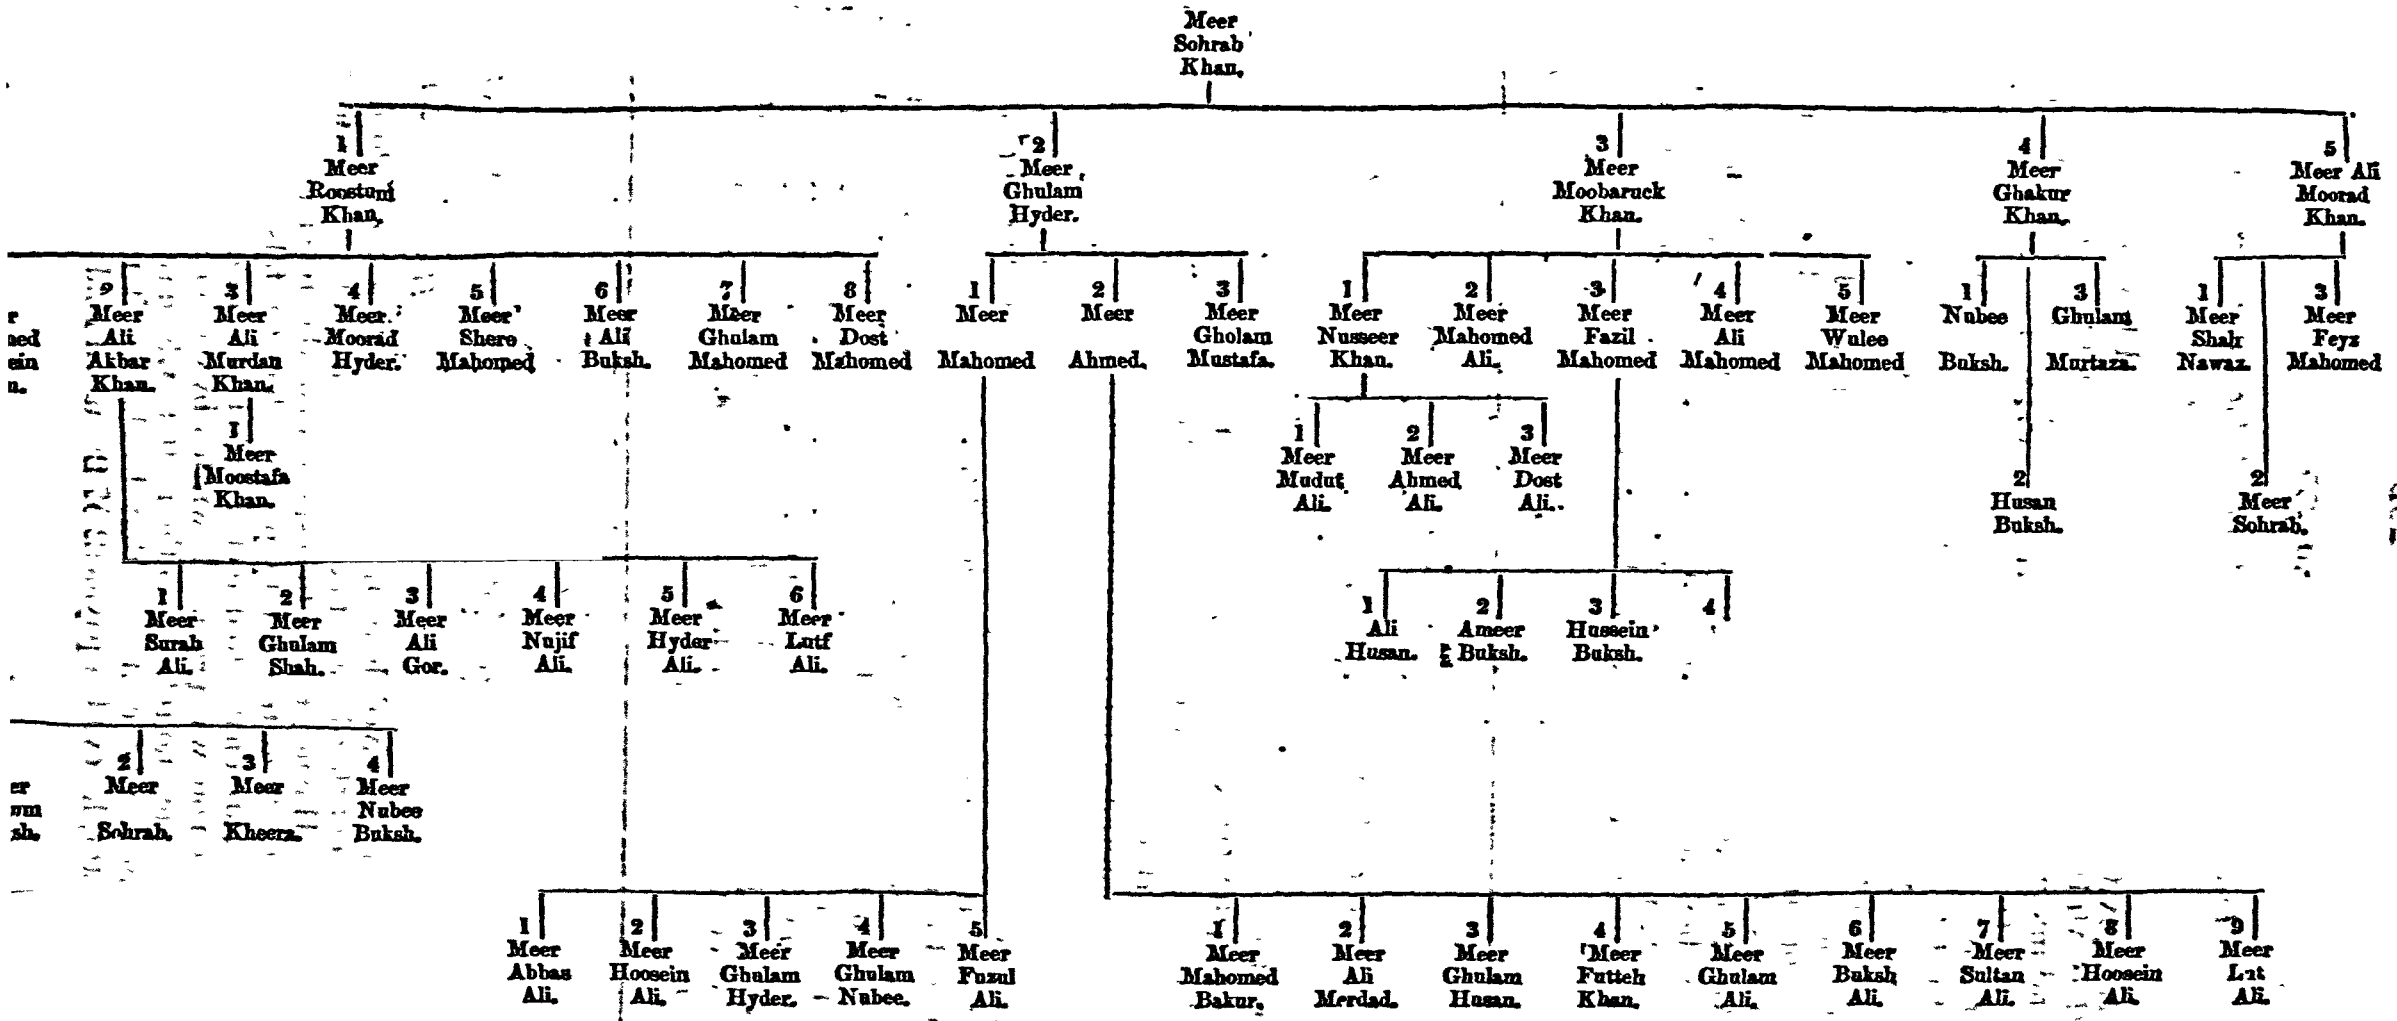 Meer
Sohrab
Khan.
1
Meer
Roostum
Khan.
2
Meer
Ghulam
Hyder.
3
Meer
Moobaruck
Khan.
4
Meer
Ghakur
Khan.
5
Meer Ali
Moorad
Khan.
2
Meer
Ali
Akbar
Khan.
3
Meer
Ali
Murdan
Khan.
4
Meer
Moorad
Hyder.
5
Meer
Shere
Mahomed
6
Meer
Ali
Buksh.
7
Meer
Ghulam
Mahomed
8
Meer
Dost
Mahomed
1
Meer
Mahomed
2
Meer
Ahmed.
3
Meer
Gholam
Mustafa.
1
Meer
Nusseer
Khan.
2
Meer
Mahomed
Ali.
3
Meer
Fazil
Mahomed
4
Meer
Ali
Mahomed
5
Meer
Wulee
Mahomed
1
Nubee
Buksh.
3
Ghulam
Murtaza.
1
Meer
Shah
Nawaz.
3
Meer
Feyz
Mahomed
1
Meer
Moostafa
Khan.
1
Meer
Mudut
Ali.
2
Meer
Ahmed
Ali.
3
Meer
Dost
Ali.
2
Husan
Buksh.
2
Meer
Sohrab.
1
Meer
Surab
Ali.
2
Meer
Ghulam
Shah.
3
Meer
Ali
Gor.
4
Meer
Nujif
Ali.
5
Meer
Hyder
Ali.
6
Meer
Lutf
Ali.
1
Ali
Husan.
2
Ameer
Buksh.
3
Hussein
Buksh.
4
2
Meer
Sohrab.
3
Meer
Kheera.
4
Meer
Nubee
Buksh.
1
Meer
Abbas
Ali.
2
Meer
Hoosein
Ali.
3
Meer
Ghulam
Hyder.
4
Meer
Ghulam
Nubee.
5
Meer
Fuzul
Ali.
1
Meer
Mahomed
Bakur.
2
Meer
Ali
Merdad.
3
Meer
Ghulam
Husan.
4
Meer
Futteh
Khan.
5
Meer
Ghulam
Ali.
6
Meer
Buksh
Ali.
7
Meer
Sultan
Ali.
8
Meer
Hoosein
Ali.
9
Meer
Ali.